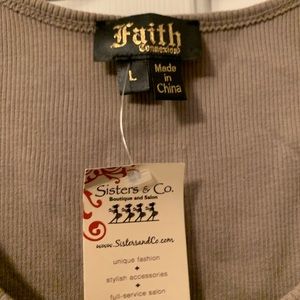 Faith
Connexion
L
Made
in
China
Sisters & Co.
Boutique and Salon
www.SistersandCo.com
unique fashion
+
stylish accessories
+
full-service salon